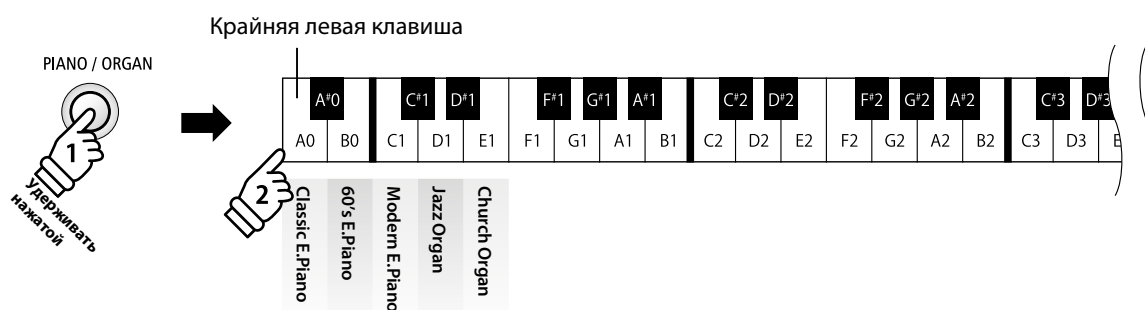 Крайняя левая клавиша
PIANO / ORGAN
1
Удерживать
нажатой
A#0 C#1 D#1 F#1 G#1 A#1 C#2 D#2 F#2 G#2 A#2 C#3 D#3
A0 B0 C1 D1 E1 F1 G1 A1 B1 C2 D2 E2 F2 G2 A2 B2 C3 D3 E
2
Classic E.Piano
60's E.Piano
Modern E.Piano
Jazz Organ
Church Organ